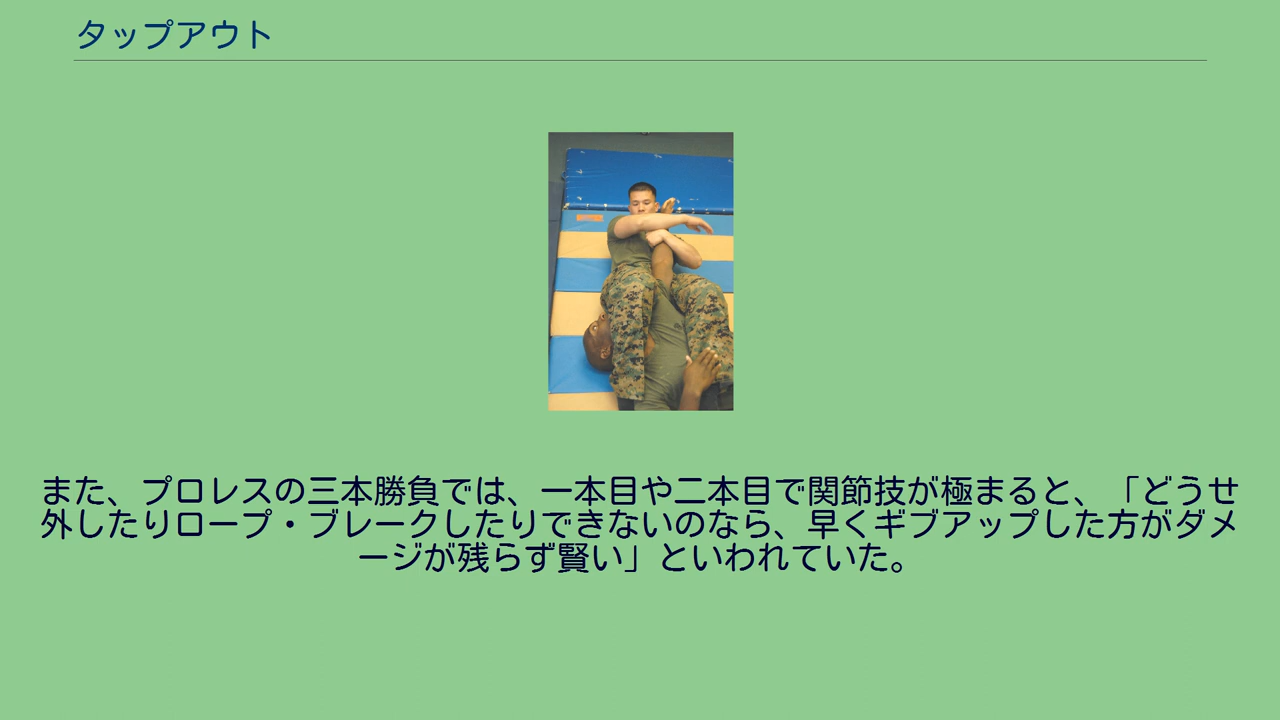 タップアウト
また、プロレスの三本勝負では、一本目や二本目で関節技が極まると、「どうせ
外したりロープ・ブレークしたりできないのなら、早くギブアップした方がダメ
ージが残らず賢い」といわれていた。